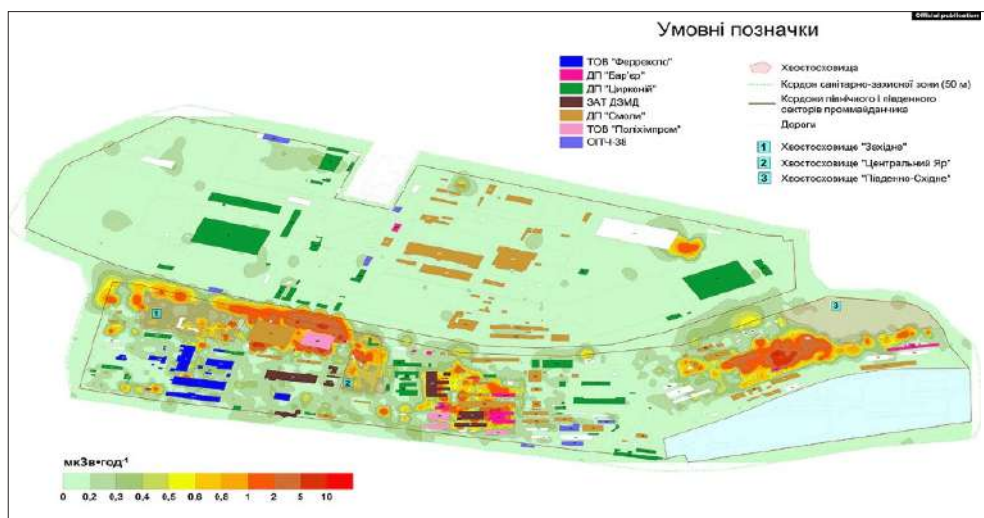 Official publication
Умовні позначки
ТОВ "Феррекспо"
ДП "Бар'єр"
ДП "Цирконій"
ЗАТ ДЗМД
ДП "Смоли"
ТОВ "Поліхімпром"
ОПЧ-38
Хвостосховища
Кордон санітарно-захисної зони (50 м)
Кордони північного і південного
секторів проммайданчика
Дороги
1 Хвостосховище "Західне"
2 Хвостосховище "Центральний Яр"
3 Хвостосховище "Південно-Східне"
3
1
2
мкЗв•год⁻¹
0 0,2 0,3 0,4 0,5 0,6 0,8 1 2 5 10